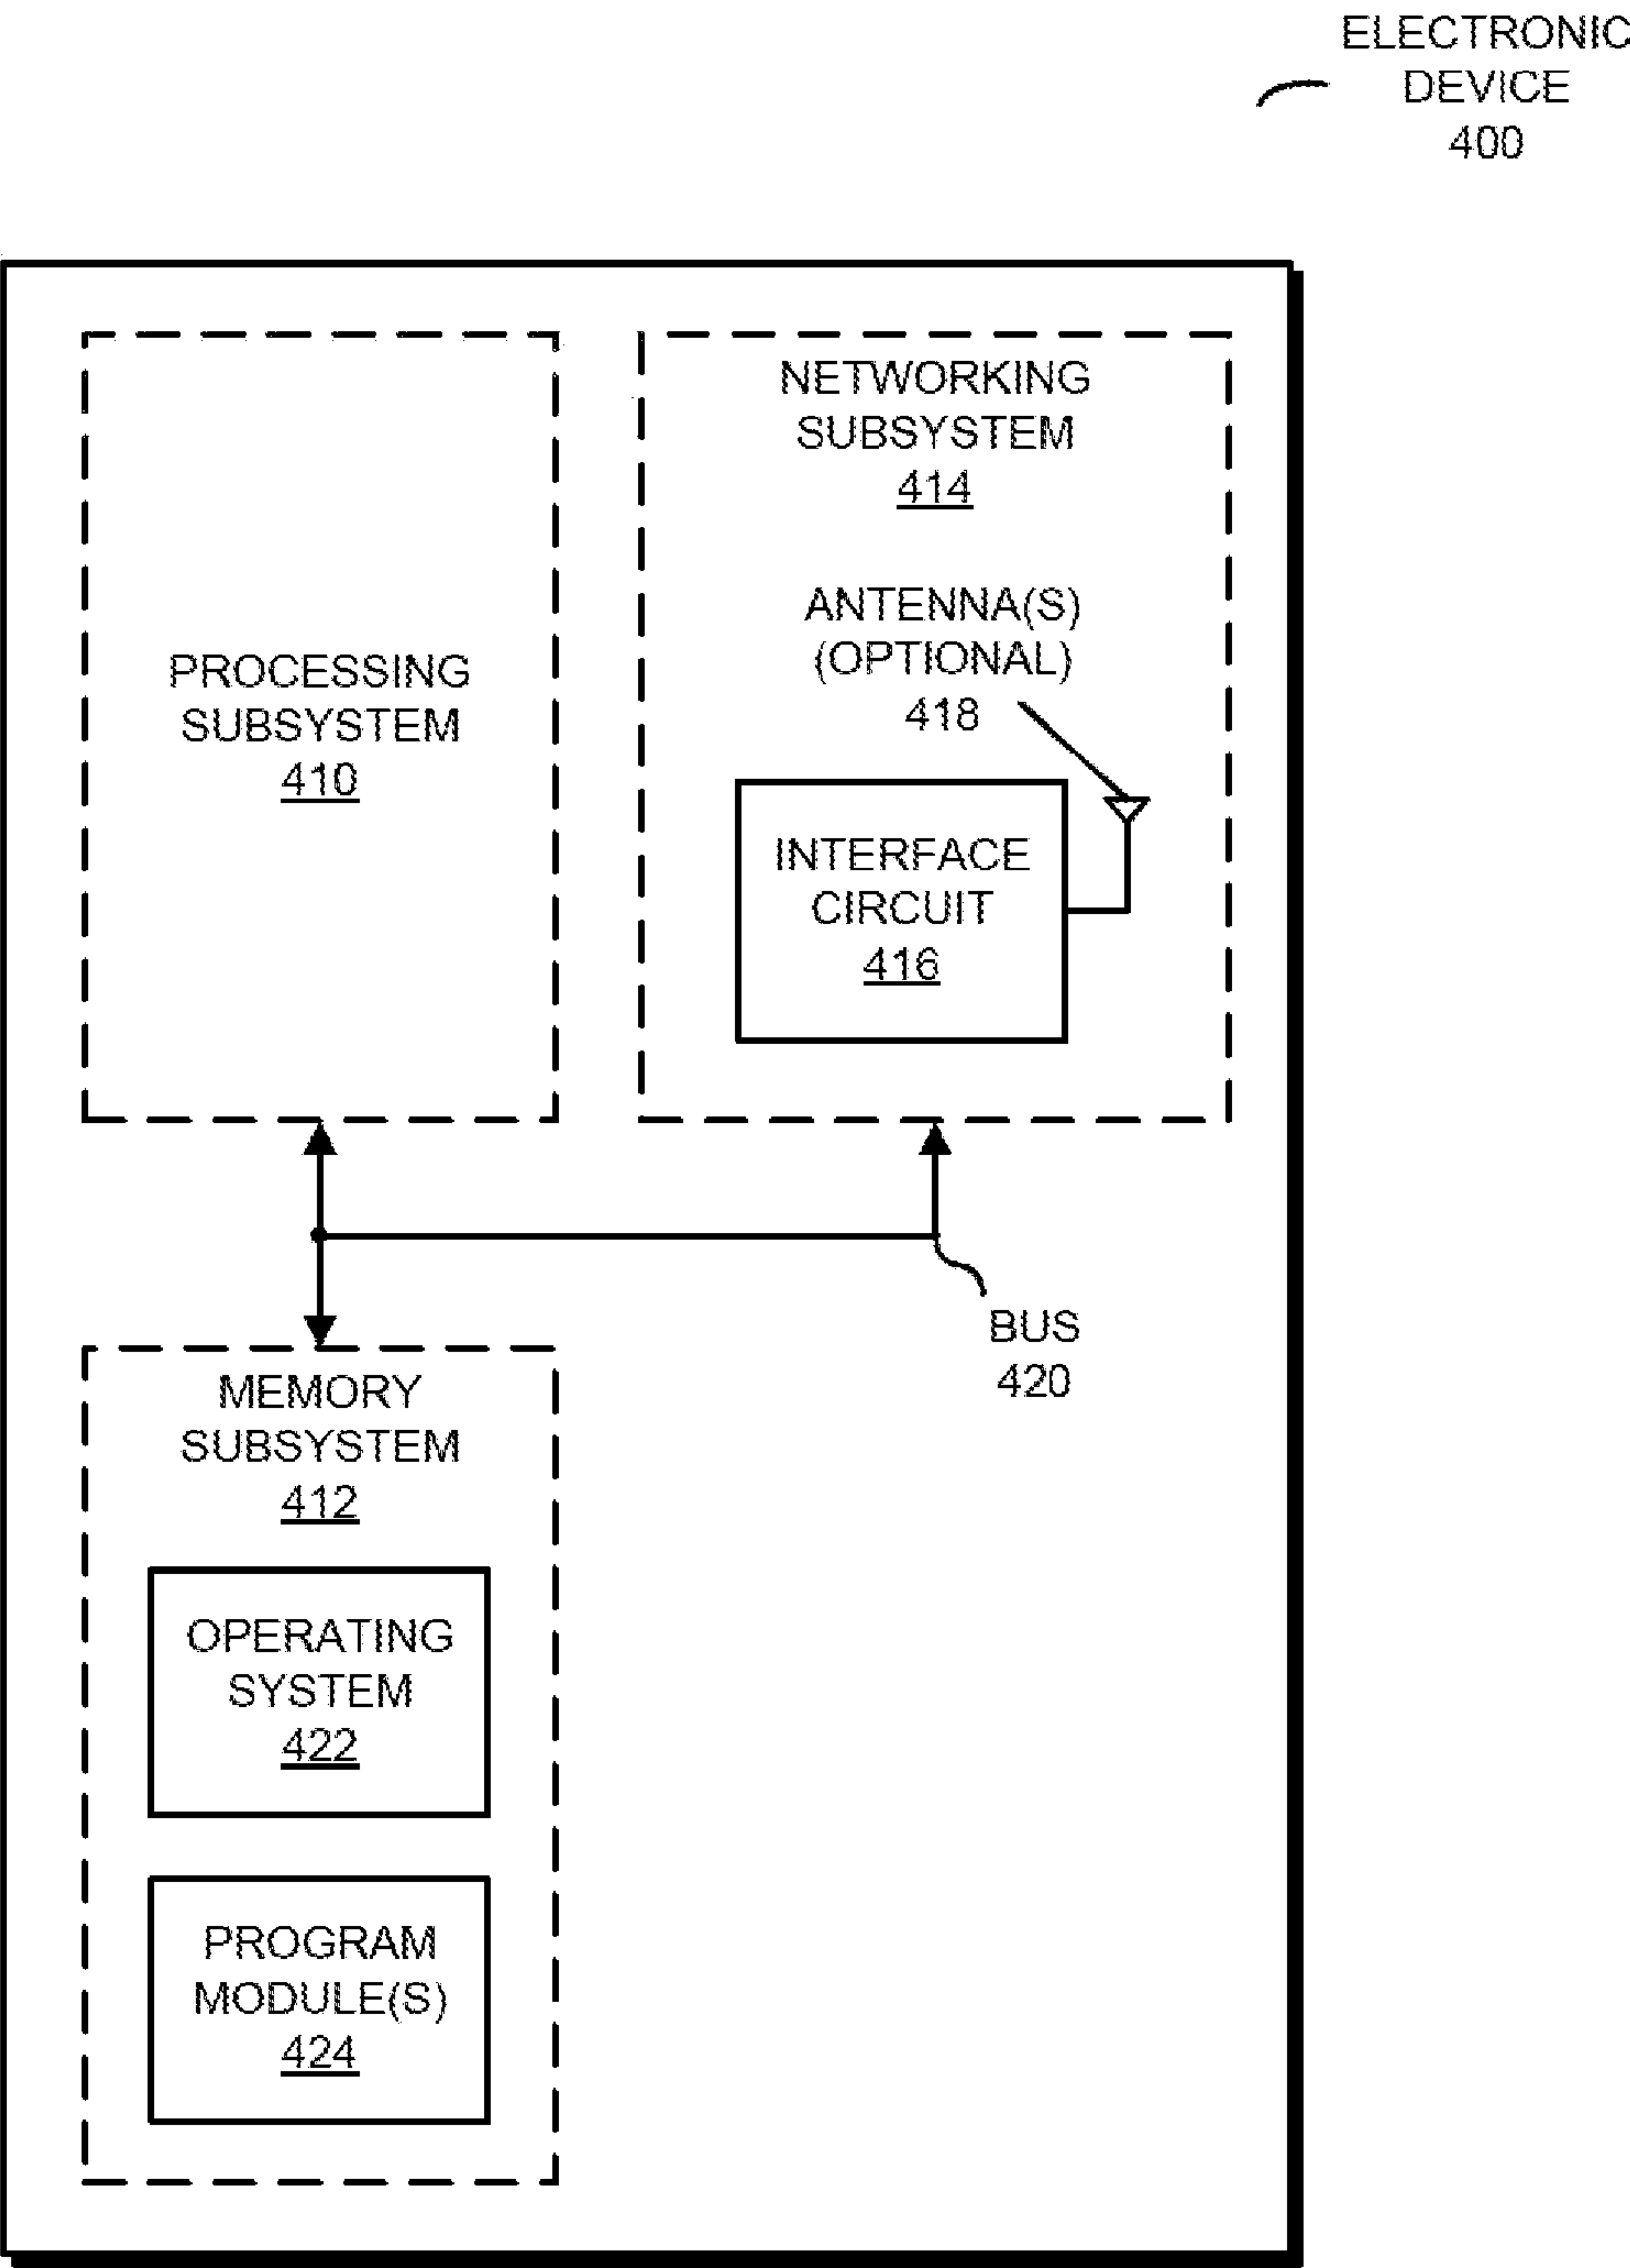 ELECTRONIC
DEVICE
400
PROCESSING
SUBSYSTEM
410
NETWORKING
SUBSYSTEM
414
ANTENNA(S)
(OPTIONAL)
418
INTERFACE
CIRCUIT
416
BUS
420
MEMORY
SUBSYSTEM
412
OPERATING
SYSTEM
422
PROGRAM
MODULE(S)
424